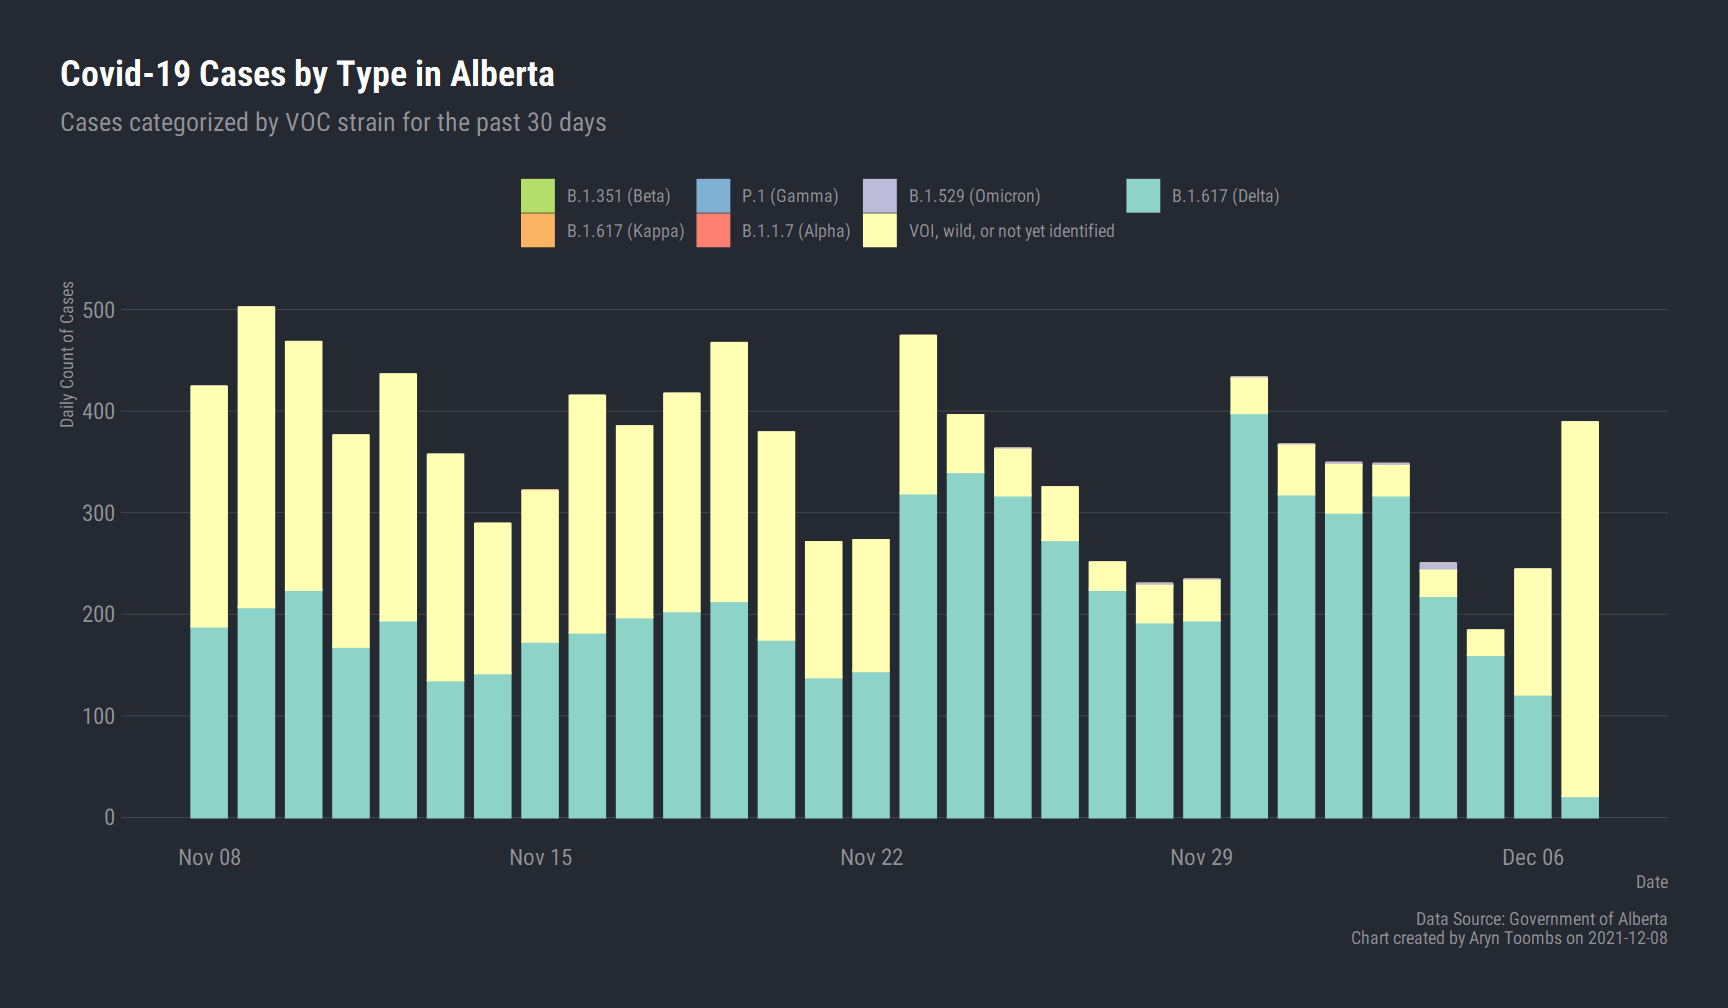 Covid-19 Cases by Type in Alberta
Cases categorized by VOC strain for the past 30 days
B.1.351 (Beta) P.1 (Gamma) B.1.529 (Omicron) B.1.617 (Delta)
B.1.617 (Kappa) B.1.1.7 (Alpha) VOI, wild, or not yet identified
Daily Count of Cases
500
400
300
200
100
0
Nov 08 Nov 15 Nov 22 Nov 29 Dec 06
Date
Data Source: Government of Alberta
Chart created by Aryn Toombs on 2021-12-08